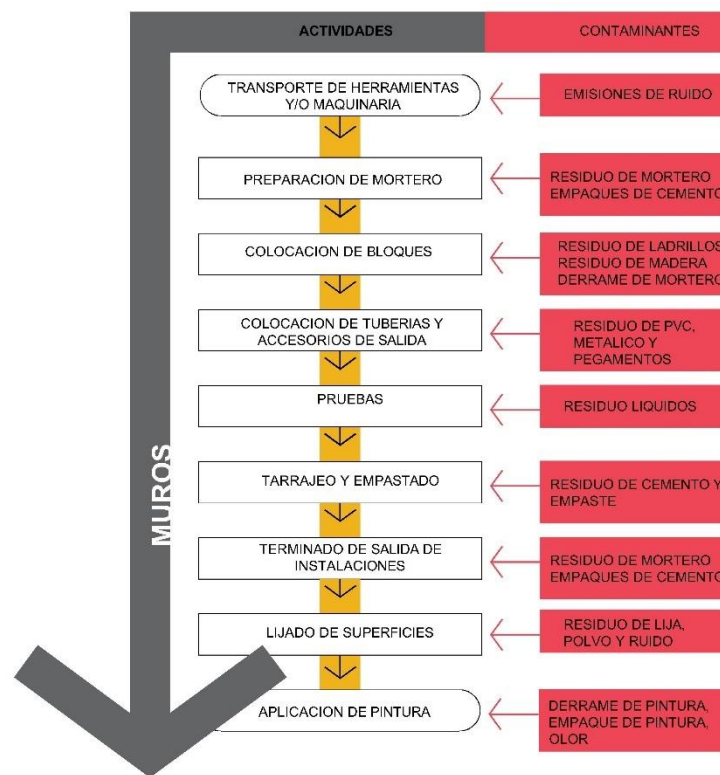 ACTIVIDADES
CONTAMINANTES
TRANSPORTE DE HERRAMIENTAS
Y/O MAQUINARIA
EMISIONES DE RUIDO
PREPARACION DE MORTERO
RESIDUO DE MORTERO
EMPAQUES DE CEMENTO
COLOCACION DE BLOQUES
RESIDUO DE LADRILLOS
RESIDUO DE MADERA
DERRAME DE MORTERO
COLOCACION DE TUBERIAS Y
ACCESORIOS DE SALIDA
RESIDUO DE PVC,
METALICO Y
PEGAMENTOS
PRUEBAS
RESIDUO LIQUIDOS
MUROS
TARRAJEO Y EMPASTADO
RESIDUO DE CEMENTO Y
EMPASTE
TERMINADO DE SALIDA DE
INSTALACIONES
RESIDUO DE MORTERO
EMPAQUES DE CEMENTO
LIJADO DE SUPERFICIES
RESIDUO DE LIJA,
POLVO Y RUIDO
APLICACION DE PINTURA
DERRAME DE PINTURA,
EMPAQUE DE PINTURA,
OLOR